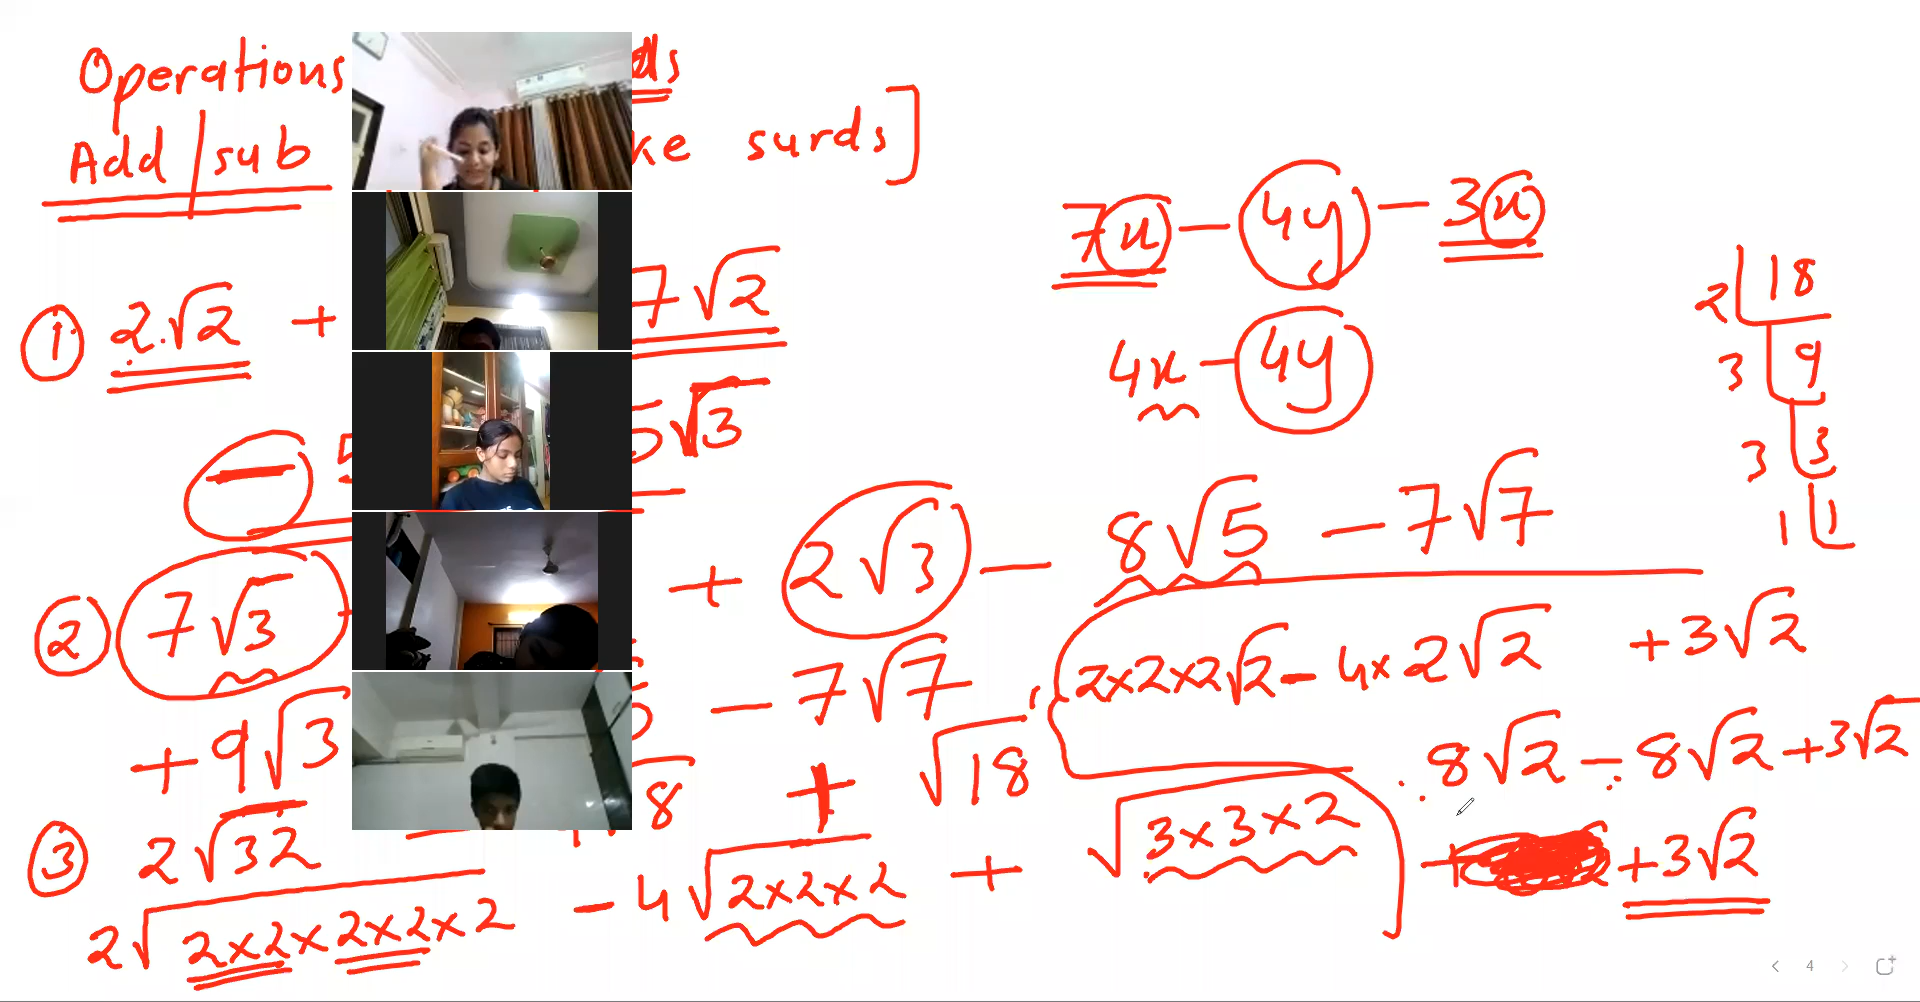 Operations ds
Add/sub ke surds]
7x - 4y - 3x
4x - 4y
2 | 18
3 | 9
3 | 3
1 | 1
① 2.√2 + 7√2
- 5 5√3
② 7√3 + 2√3 - 8√5 - 7√7
+ 9√3 - 7√7
2×2×2√2 - 4×2√2 + 3√2
8√2 - 8√2 + 3√2
+ 3√2
③ 2√32 √8 + √18
2√2×2×2×2×2 - 4√2×2×2 + √3×3×2
4